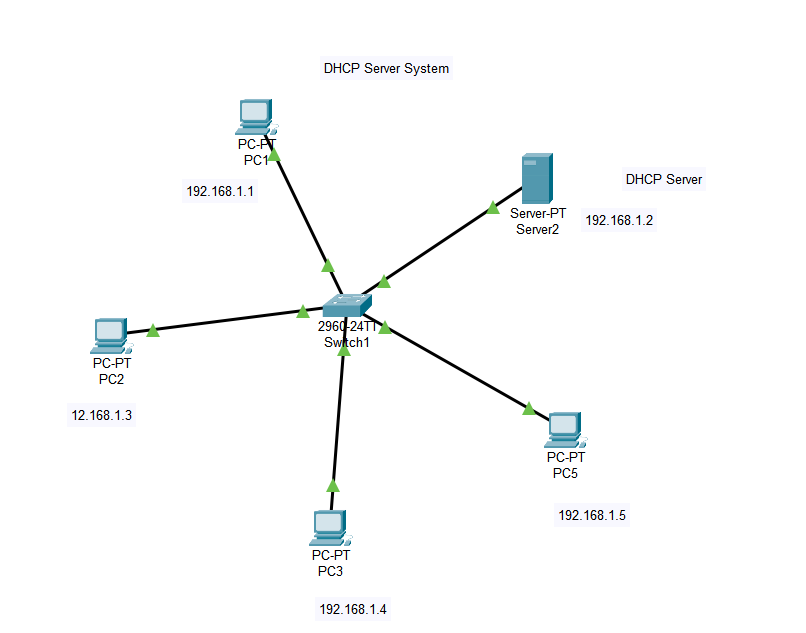 DHCP Server System
PC-PT
PC1
192.168.1.1
DHCP Server
Server-PT
Server2
192.168.1.2
2960-24TT
Switch1
PC-PT
PC2
12.168.1.3
PC-PT
PC5
192.168.1.5
PC-PT
PC3
192.168.1.4